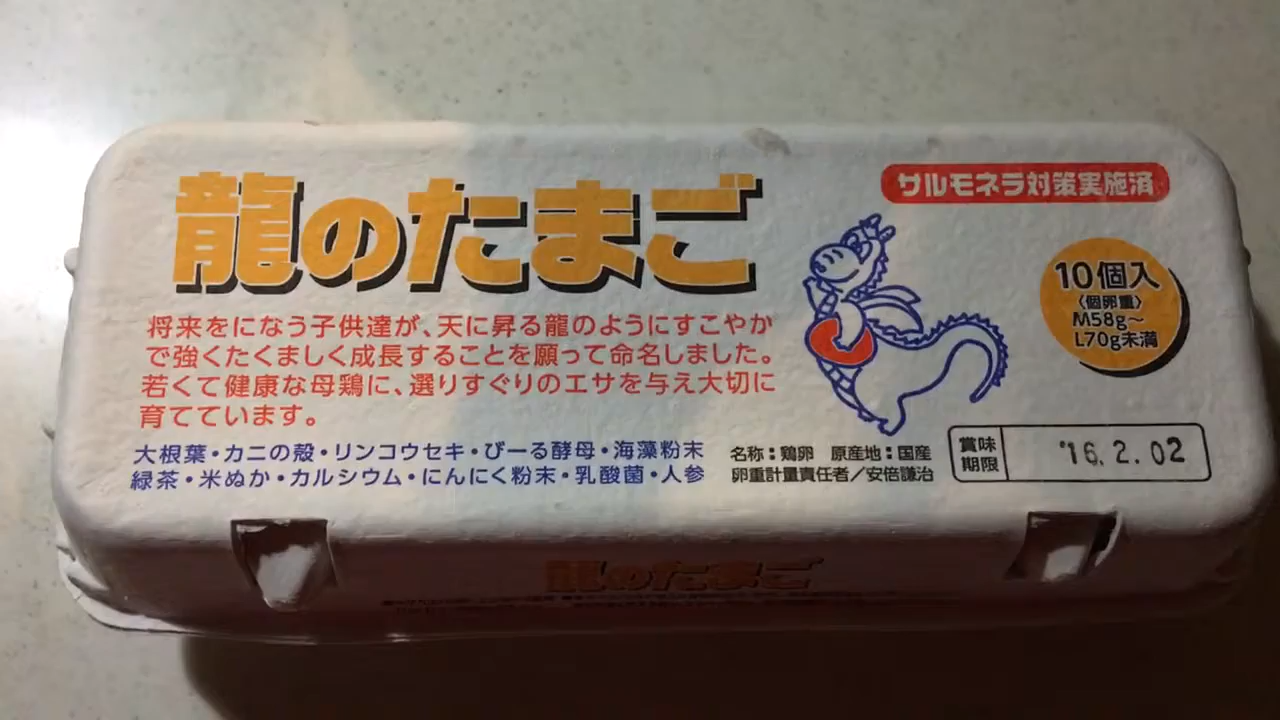 龍のたまご
サルモネラ対策実施済
10個入
〈個卵重〉
M58g〜
L70g未満
将来をになう子供達が、天に昇る龍のようにすこやか
で強くたくましく成長することを願って命名しました。
若くて健康な母鶏に、選りすぐりのエサを与え大切に
育てています。
大根葉・カニの殻・リンコウセキ・びーる酵母・海藻粉末
緑茶・米ぬか・カルシウム・にんにく粉末・乳酸菌・人参
名称：鶏卵 原産地：国産
卵重計量責任者／安倍謙治
賞味
期限
'16.2.02
龍のたまご